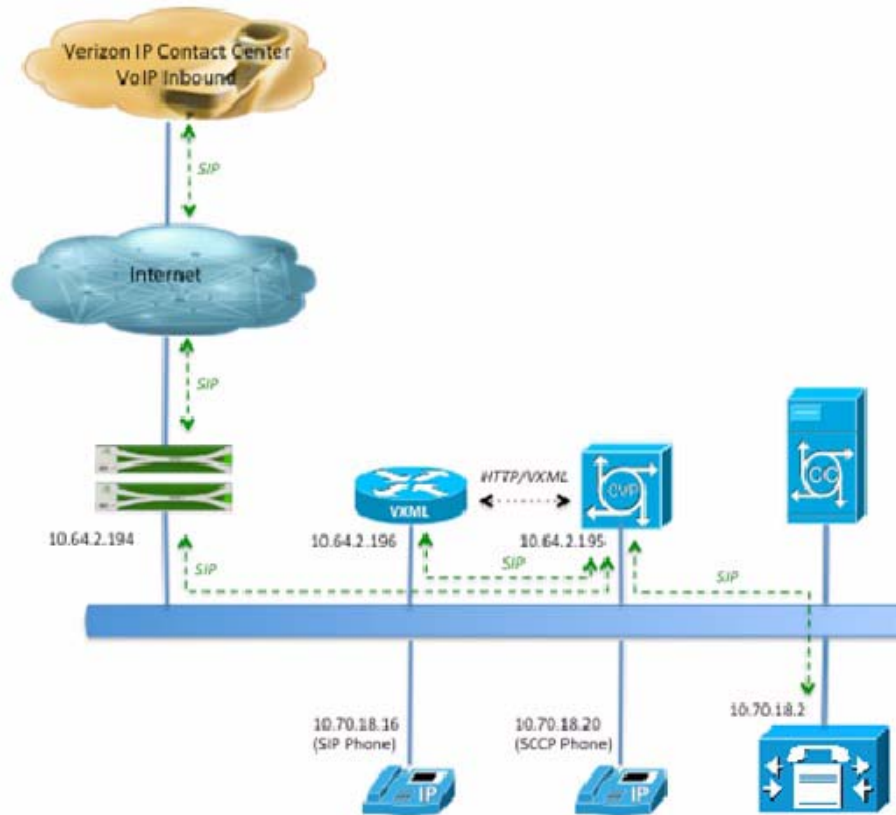 Verizon IP Contact Center
VoIP Inbound
SIP
Internet
SIP
HTTP/VXML
CVP
CIC
VXML
10.64.2.194
10.64.2.196
10.64.2.195
SIP
SIP
SIP
10.70.18.16
(SIP Phone)
10.70.18.20
(SCCP Phone)
10.70.18.2
IP
IP